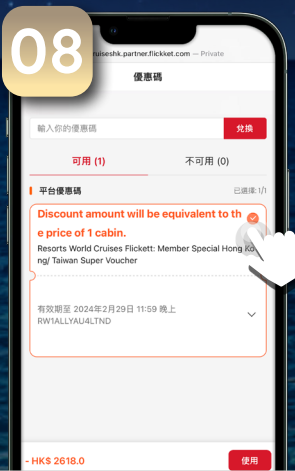 08
ruiseshk.partner.flickket.com — Private
優惠碼
輸入你的優惠碼
兌換
可用 (1)
不可用 (0)
平台優惠碼
已選擇: 1/1
Discount amount will be equivalent to th
e price of 1 cabin.
Resorts World Cruises Flickett: Member Special Hong Ko
ng/ Taiwan Super Voucher
有效期至 2024年2月29日 11:59 晚上
RW1ALLYAU4LTND
- HK$ 2618.0
使用